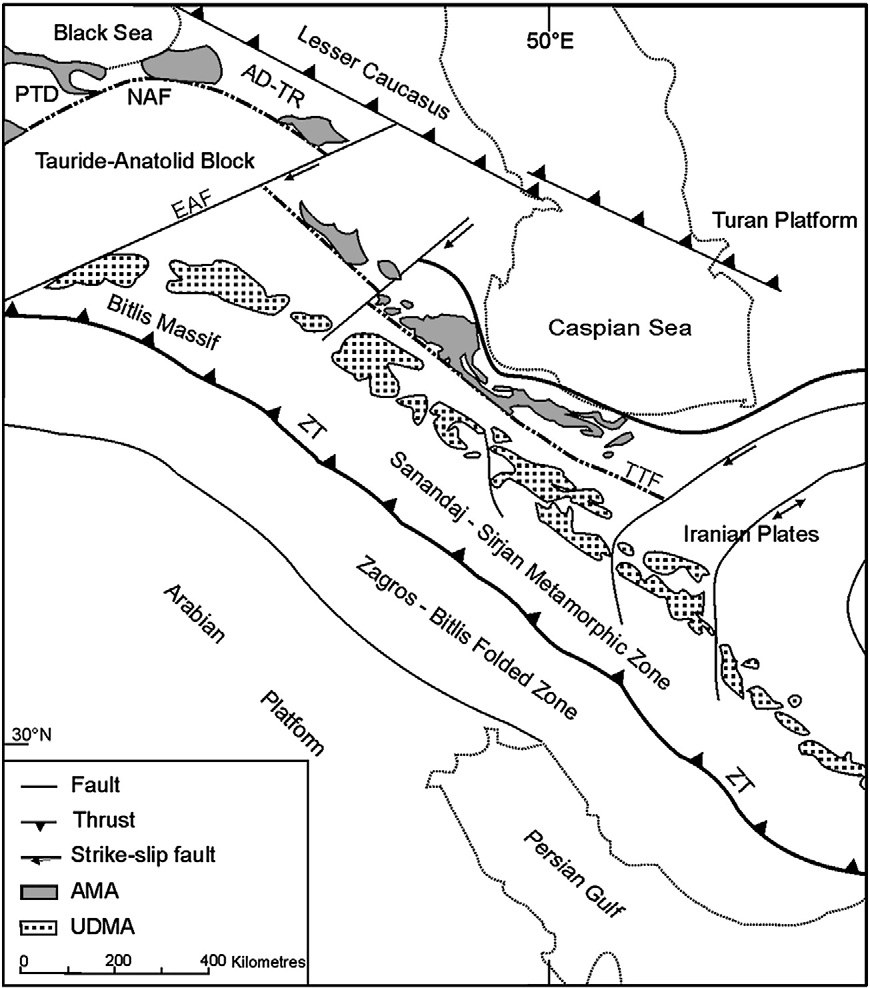 Black Sea
50°E
Lesser Caucasus
AD-TR
PTD
NAF
Tauride-Anatolid Block
EAF
Turan Platform
Bitlis Massif
Caspian Sea
ZT
TTF
Sanandaj - Sirjan Metamorphic Zone
Iranian Plates
Zagros - Bitlis Folded Zone
Arabian
Platform
30°N
ZT
Persian Gulf
Fault
Thrust
Strike-slip fault
AMA
UDMA
0 200 400 Kilometres